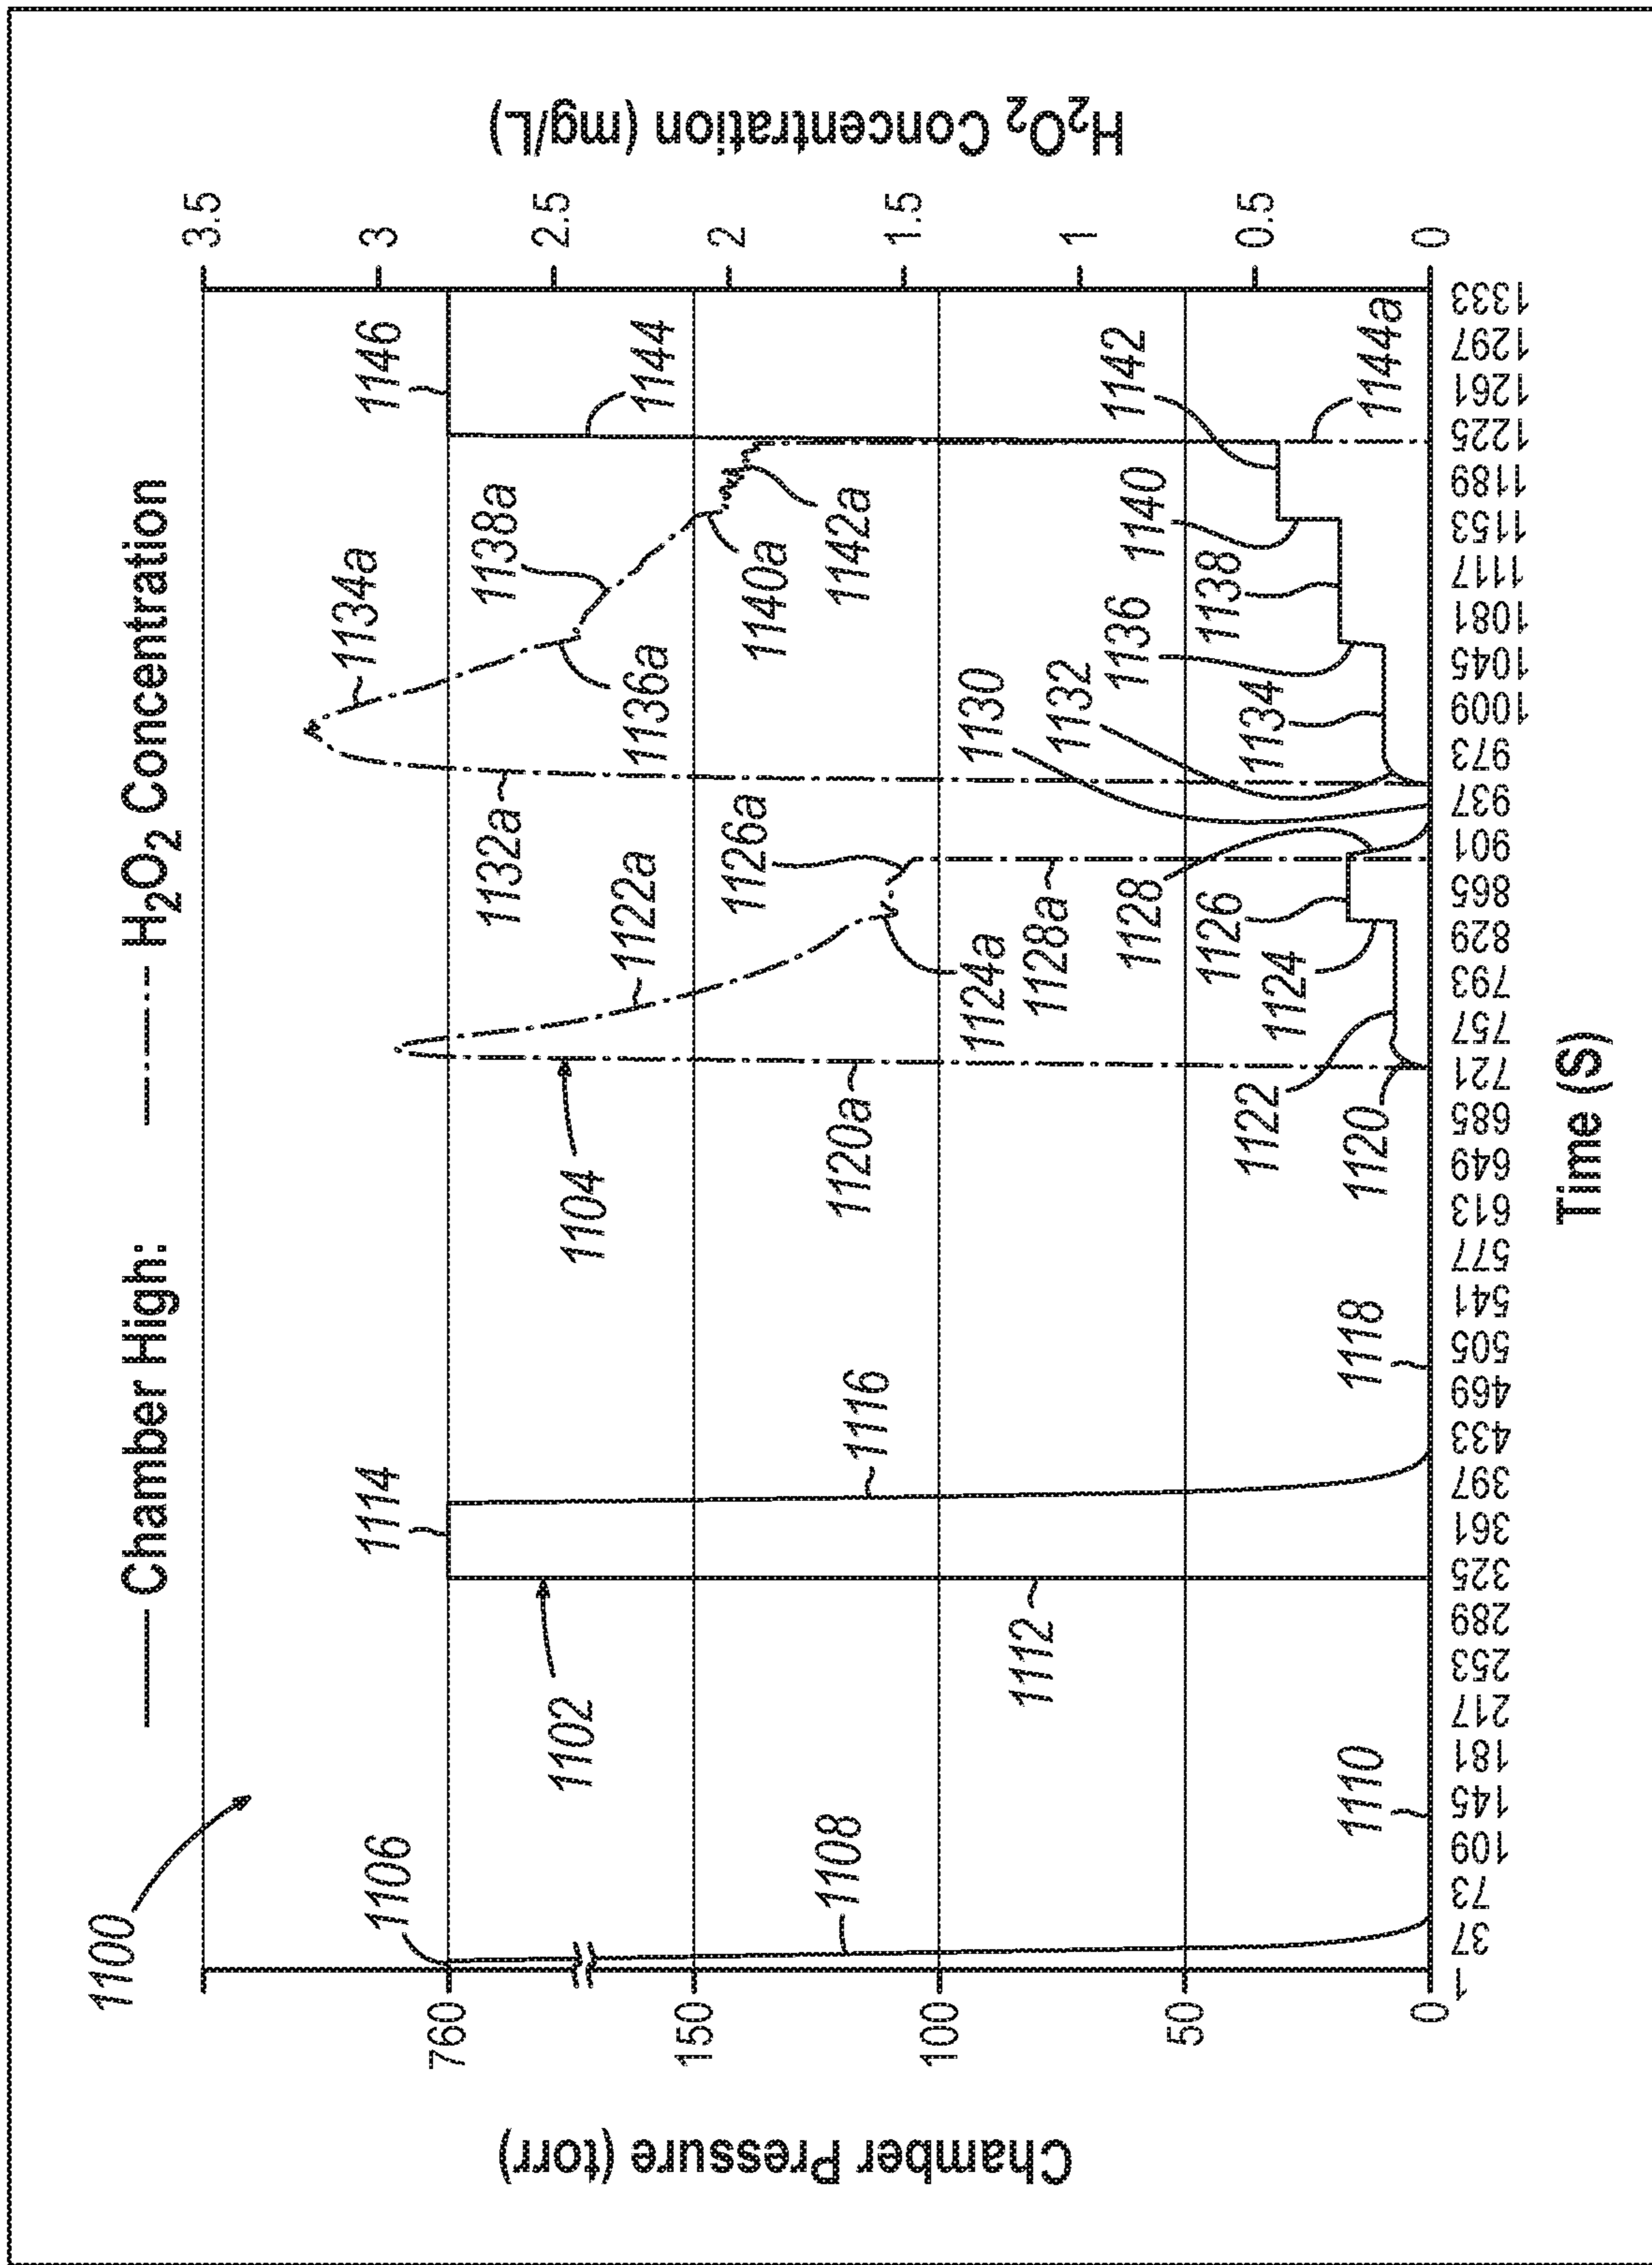 1100
Chamber High:
H₂O₂ Concentration
Chamber Pressure (torr)
760
150
100
50
0
H₂O₂ Concentration (mg/L)
3.5
3
2.5
2
1.5
1
0.5
0
1106
1108
1110
1102
1112
1114
1116
1118
1104
1120a
1120
1122
1122a
1124a
1124
1126a
1126
1128a
1128
1130
1132
1132a
1134a
1134
1136a
1136
1138a
1138
1140a
1140
1142a
1142
1144
1144a
1146
1 37 73 109 145 181 217 253 289 325 361 397 433 469 505 541 577 613 649 685 721 757 793 829 865 901 937 973 1009 1045 1081 1117 1153 1189 1225 1261 1297 1333
Time (S)